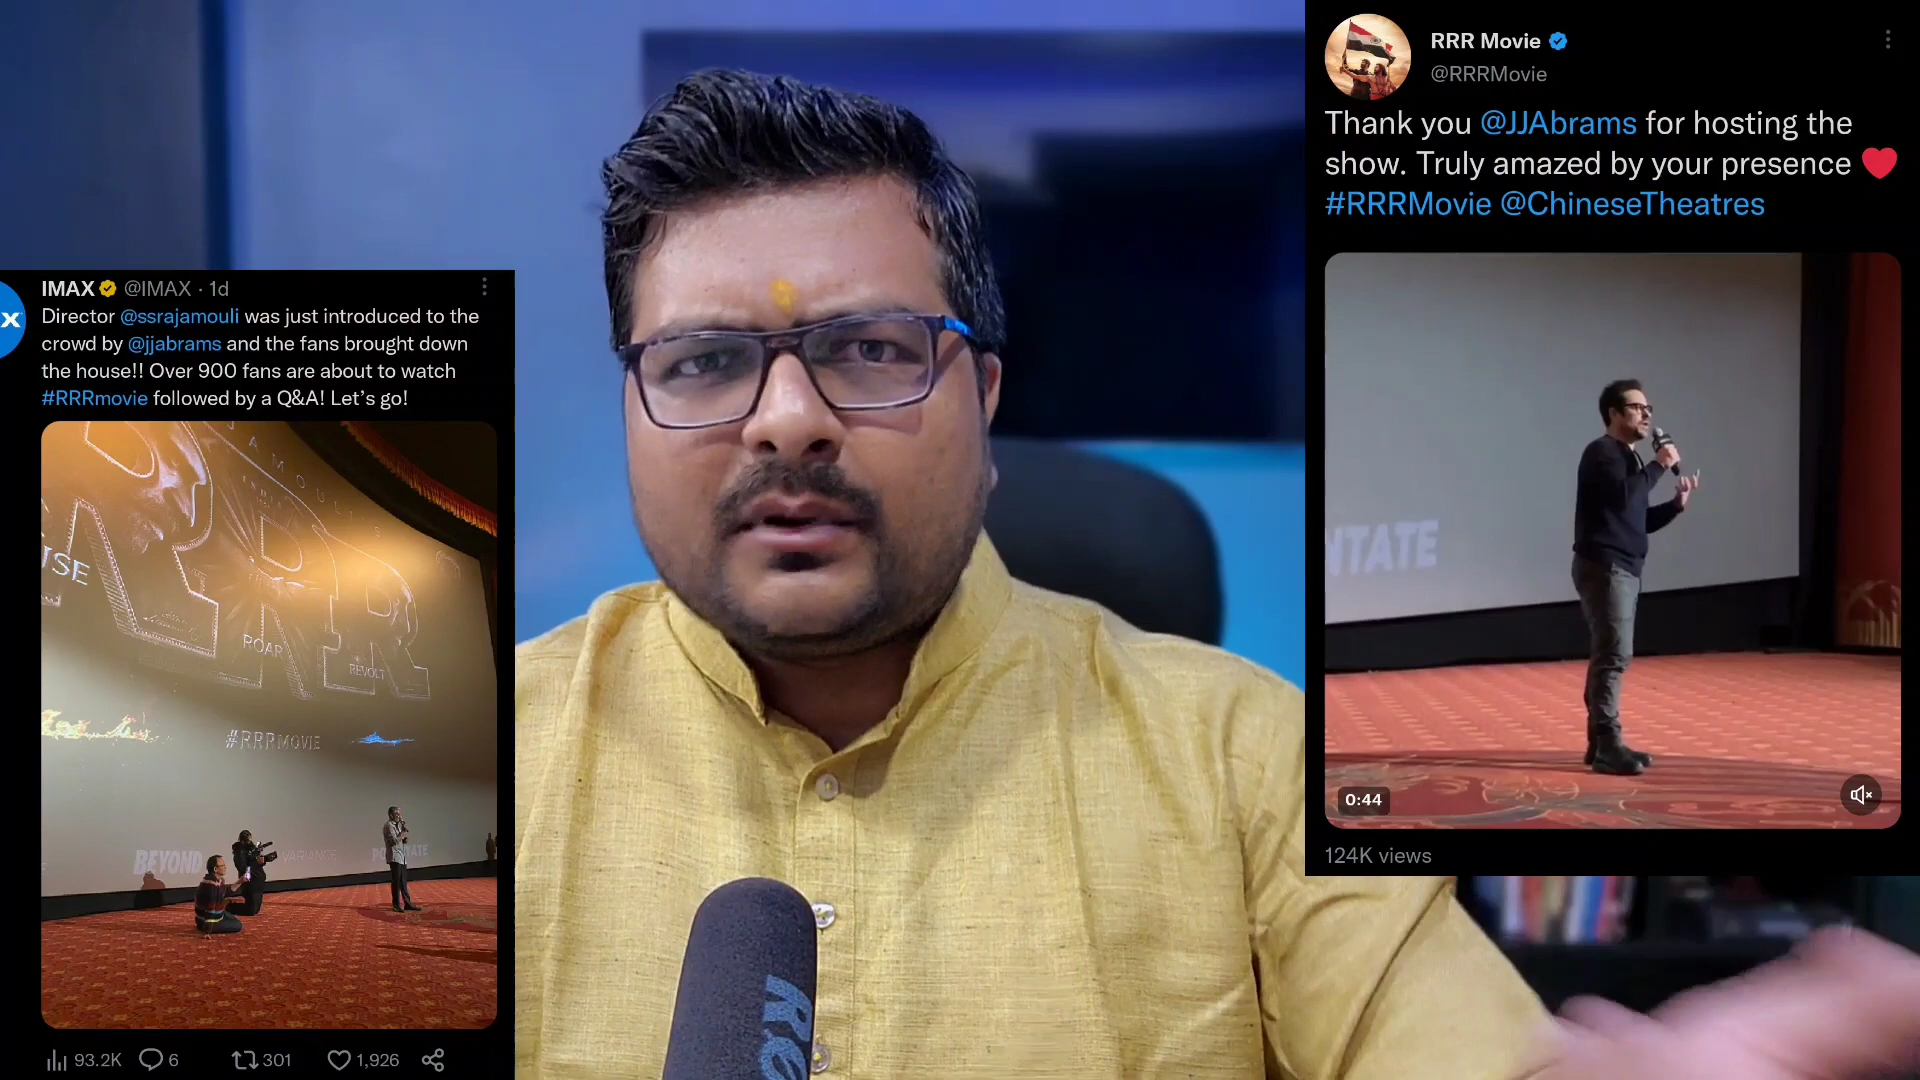 IMAX @IMAX · 1d
Director @ssrajamouli was just introduced to the
crowd by @jjabrams and the fans brought down
the house!! Over 900 fans are about to watch
#RRRmovie followed by a Q&A! Let's go!
RRR
ROAR
REVOLT
#RRRMOVIE
BEYOND
VARIANCE
93.2K 6 301 1,926
RRR Movie
@RRRMovie
Thank you @JJAbrams for hosting the
show. Truly amazed by your presence ❤️
#RRRMovie @ChineseTheatres
NTATE
0:44
124K views